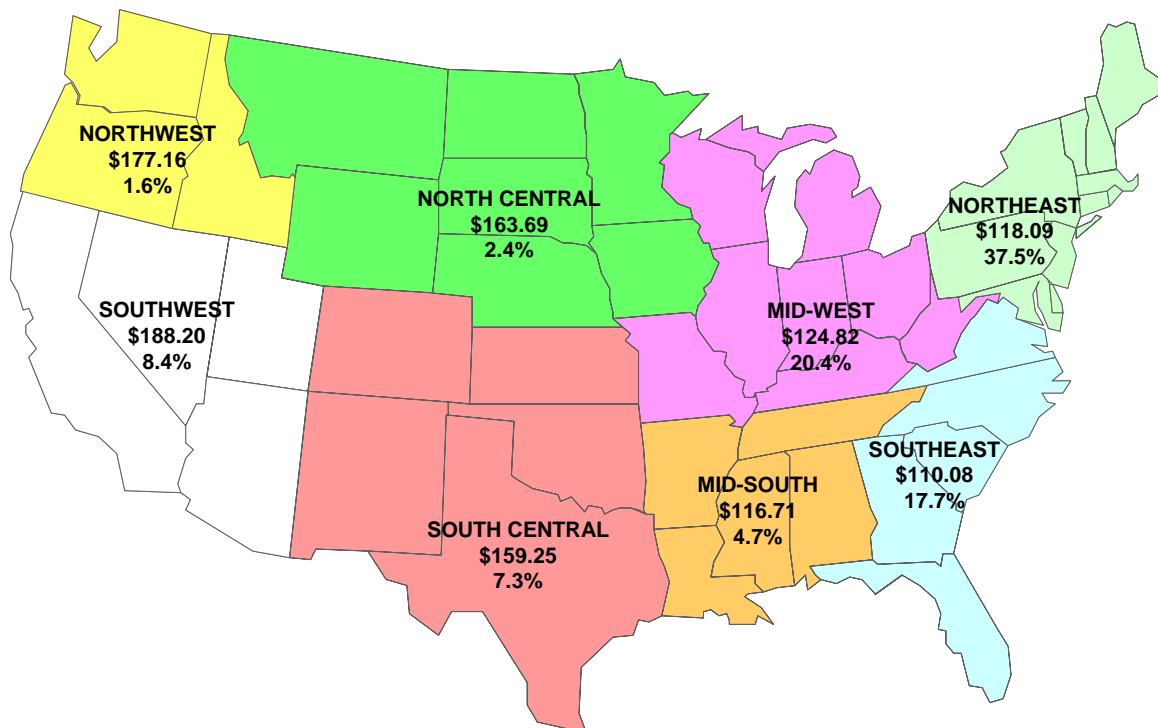 NORTHWEST
$177.16
1.6%
NORTH CENTRAL
$163.69
2.4%
NORTHEAST
$118.09
37.5%
SOUTHWEST
$188.20
8.4%
MID-WEST
$124.82
20.4%
SOUTHEAST
$110.08
17.7%
MID-SOUTH
$116.71
4.7%
SOUTH CENTRAL
$159.25
7.3%